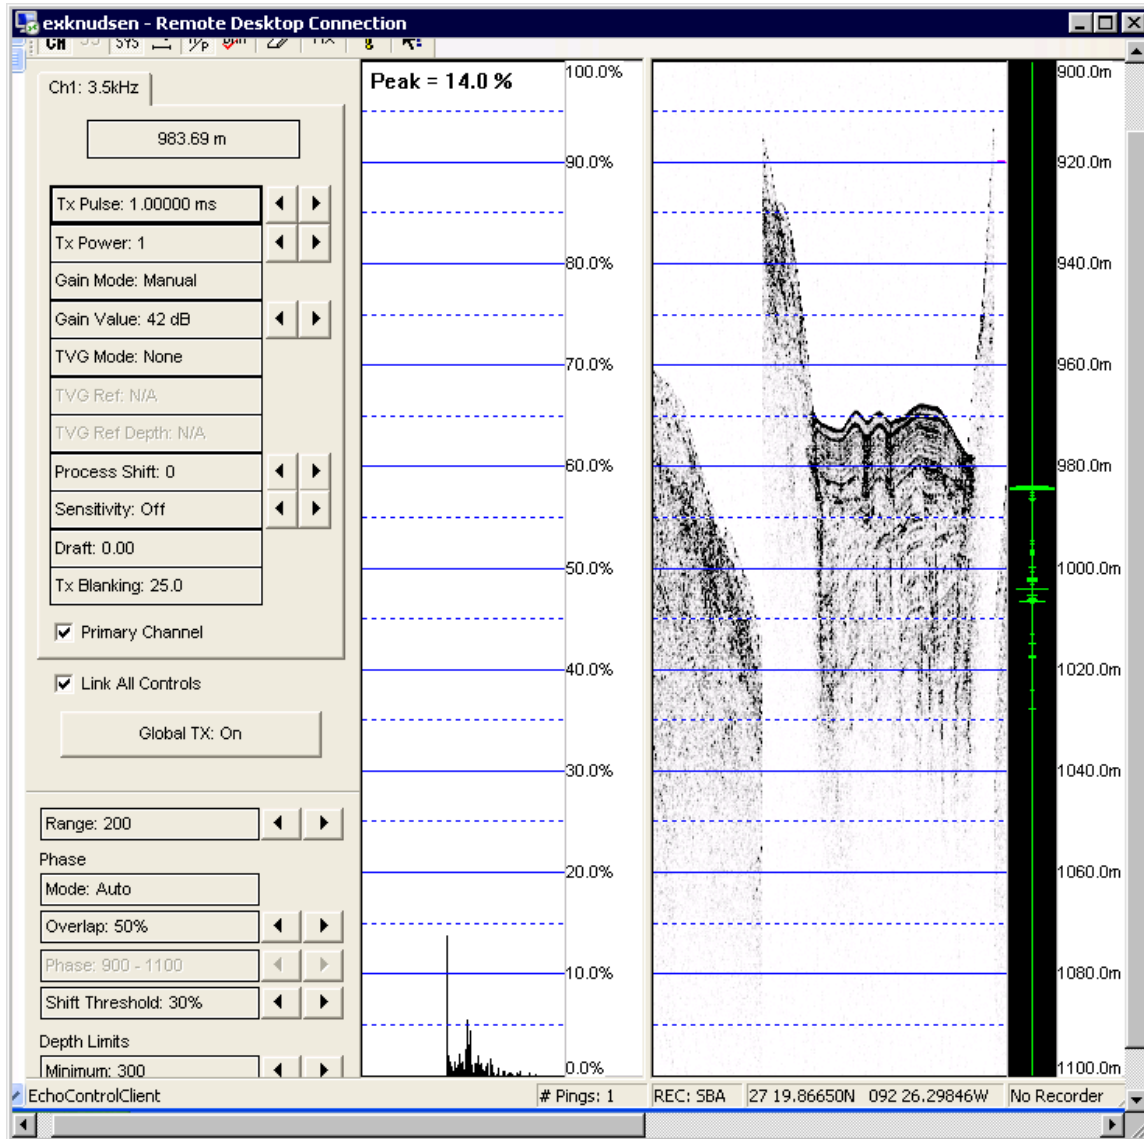 exknudsen - Remote Desktop Connection
Ch1: 3.5kHz
983.69 m
Tx Pulse: 1.00000 ms
Tx Power: 1
Gain Mode: Manual
Gain Value: 42 dB
TVG Mode: None
TVG Ref: N/A
TVG Ref Depth: N/A
Process Shift: 0
Sensitivity: Off
Draft: 0.00
Tx Blanking: 25.0
Primary Channel
Link All Controls
Global TX: On
Range: 200
Phase
Mode: Auto
Overlap: 50%
Phase: 900 - 1100
Shift Threshold: 30%
Depth Limits
Minimum: 300
Peak = 14.0 %
100.0%
90.0%
80.0%
70.0%
60.0%
50.0%
40.0%
30.0%
20.0%
10.0%
0.0%
900.0m
920.0m
940.0m
960.0m
980.0m
1000.0m
1020.0m
1040.0m
1060.0m
1080.0m
1100.0m
EchoControlClient
# Pings: 1
REC: SBA
27 19.86650N 092 26.29846W
No Recorder